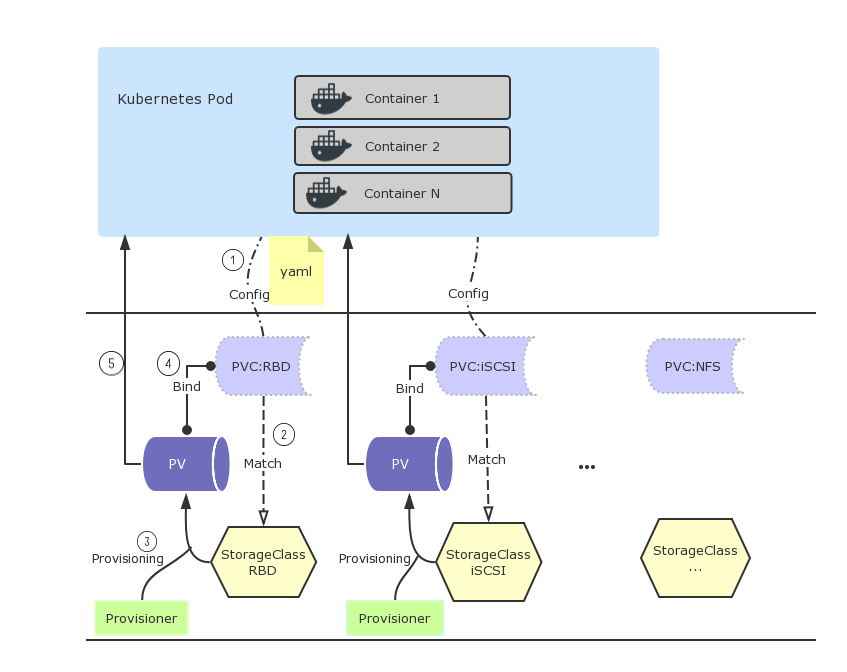 Kubernetes Pod
Container 1
Container 2
Container N
1
yaml
Config
Config
5
4
PVC:RBD
PVC:iSCSI
PVC:NFS
Bind
Bind
2
PV
Match
PV
Match
...
3
Provisioning
StorageClass
RBD
Provisioning
StorageClass
iSCSI
StorageClass
...
Provisioner
Provisioner